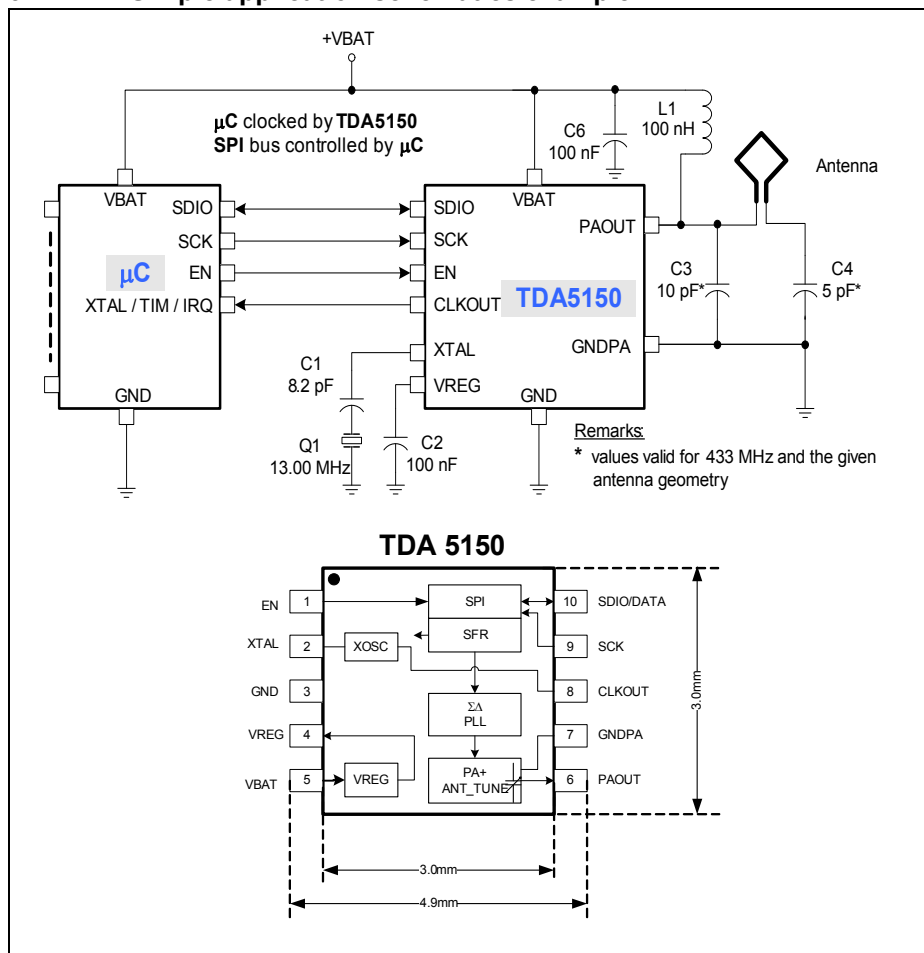 +VBAT
µC clocked by TDA5150
SPI bus controlled by µC
C6
100 nF
L1
100 nH
Antenna
VBAT
SDIO
SCK
EN
XTAL / TIM / IRQ
µC
GND
SDIO
SCK
EN
CLKOUT
XTAL
VREG
VBAT
PAOUT
TDA5150
GNDPA
GND
C3
10 pF*
C4
5 pF*
C1
8.2 pF
Q1
13.00 MHz
C2
100 nF
Remarks:
* values valid for 433 MHz and the given
antenna geometry
TDA 5150
EN
1
SPI
10
SDIO/DATA
XTAL
2
XOSC
SFR
9
SCK
GND
3
8
CLKOUT
VREG
4
ΣΔ
PLL
7
GNDPA
VBAT
5
VREG
PA+
ANT_TUNE
6
PAOUT
3.0mm
3.0mm
4.9mm